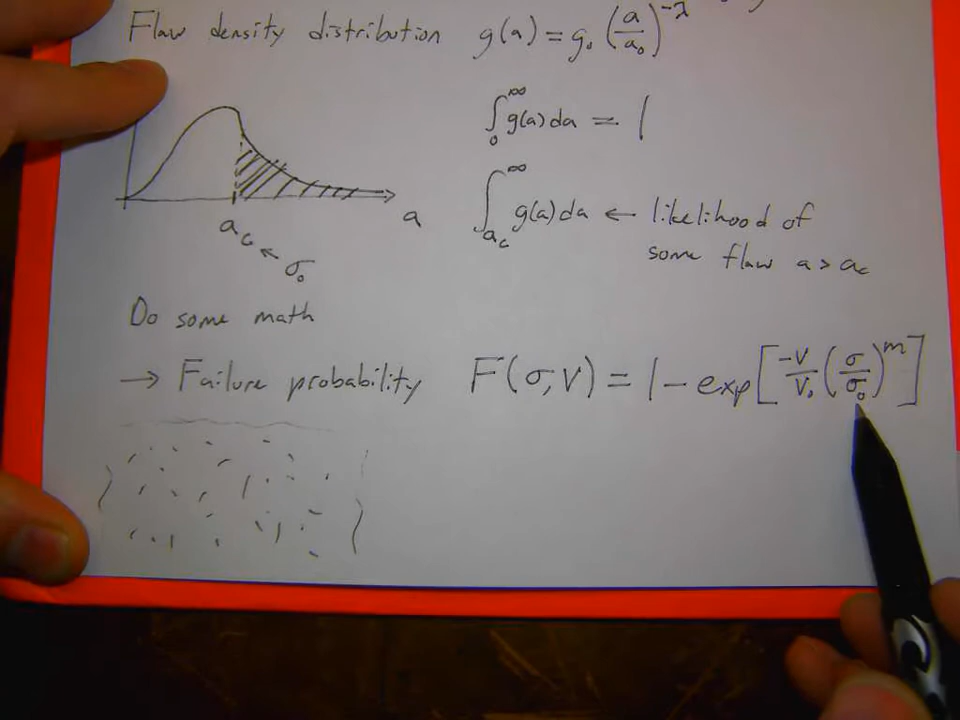 Flaw density distribution g(a) = g₀ (a/a₀)^-λ
∫₀^∞ g(a) da = 1
∫_{a_c}^∞ g(a) da ← likelihood of
some flaw a > a_c
a
a_c ← σ₀
Do some math
→ Failure probability F(σ,V) = 1 - exp[-V/V₀ (σ/σ₀)^m]